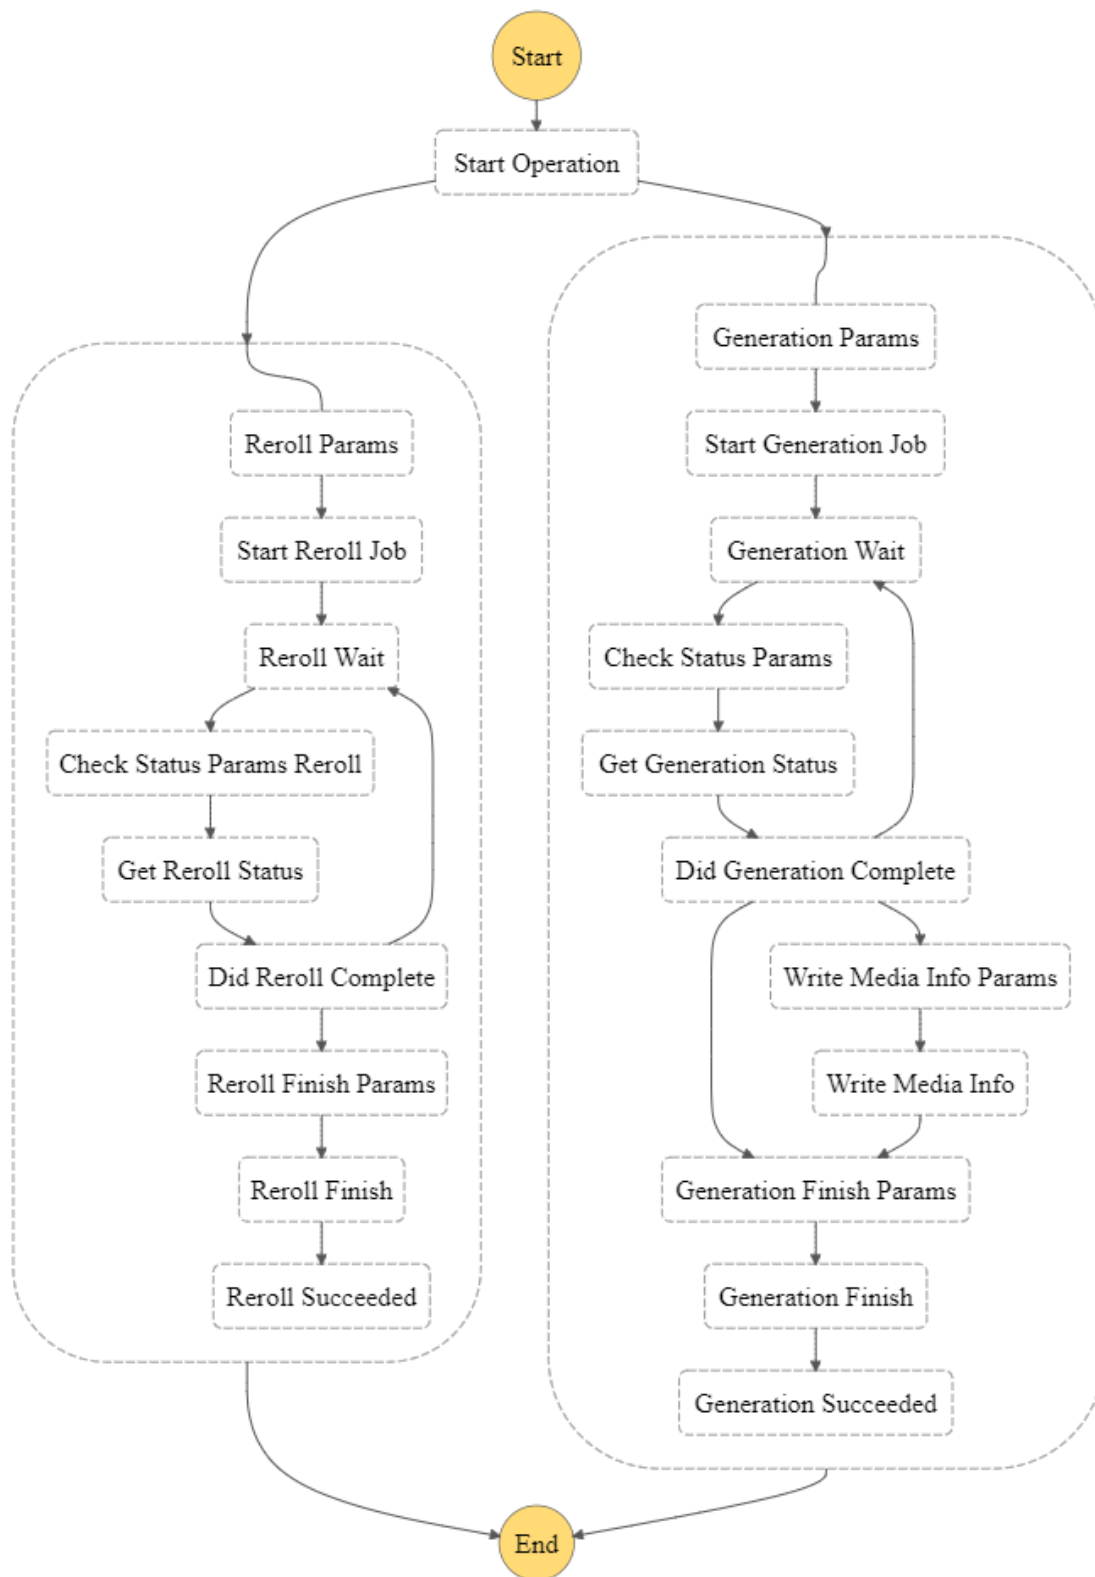 Start
Start Operation
Reroll Params
Start Reroll Job
Reroll Wait
Check Status Params Reroll
Get Reroll Status
Did Reroll Complete
Reroll Finish Params
Reroll Finish
Reroll Succeeded
Generation Params
Start Generation Job
Generation Wait
Check Status Params
Get Generation Status
Did Generation Complete
Write Media Info Params
Write Media Info
Generation Finish Params
Generation Finish
Generation Succeeded
End